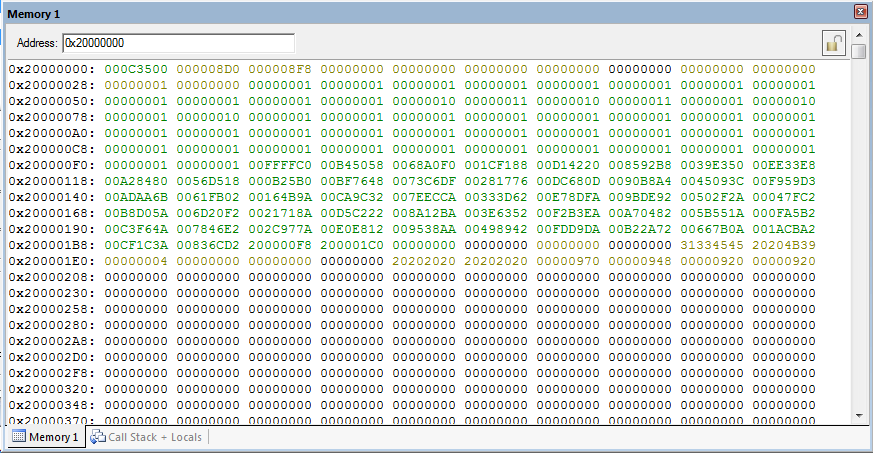 Memory 1
Address: 0x20000000
0x20000000: 000C3500 000008D0 000008F8 00000000 00000000 00000000 00000000 00000000 00000000 00000000
0x20000028: 00000001 00000000 00000001 00000001 00000001 00000001 00000001 00000001 00000001 00000001
0x20000050: 00000001 00000001 00000001 00000001 00000010 00000011 00000010 00000011 00000001 00000010
0x20000078: 00000001 00000010 00000001 00000001 00000001 00000001 00000001 00000001 00000001 00000001
0x200000A0: 00000001 00000001 00000001 00000001 00000001 00000001 00000001 00000001 00000001 00000001
0x200000C8: 00000001 00000001 00000001 00000001 00000001 00000001 00000001 00000001 00000001 00000001
0x200000F0: 00000001 00000001 00FFFFC0 00B45058 0068A0F0 001CF188 00D14220 008592B8 0039E350 00EE33E8
0x20000118: 00A28480 0056D518 000B25B0 00BF7648 0073C6DF 00281776 00DC680D 0090B8A4 0045093C 00F959D3
0x20000140: 00ADAA6B 0061FB02 00164B9A 00CA9C32 007EECCA 00333D62 00E78DFA 009BDE92 00502F2A 00047FC2
0x20000168: 00B8D05A 006D20F2 0021718A 00D5C222 008A12BA 003E6352 00F2B3EA 00A70482 005B551A 000FA5B2
0x20000190: 00C3F64A 007846E2 002C977A 00E0E812 009538AA 00498942 00FDD9DA 00B22A72 00667B0A 001ACBA2
0x200001B8: 00CF1C3A 00836CD2 200000F8 200001C0 00000000 00000000 00000000 00000000 31334545 20204B39
0x200001E0: 00000004 00000000 00000000 00000000 20202020 20202020 00000970 00000948 00000920 00000920
0x20000208: 00000000 00000000 00000000 00000000 00000000 00000000 00000000 00000000 00000000 00000000
0x20000230: 00000000 00000000 00000000 00000000 00000000 00000000 00000000 00000000 00000000 00000000
0x20000258: 00000000 00000000 00000000 00000000 00000000 00000000 00000000 00000000 00000000 00000000
0x20000280: 00000000 00000000 00000000 00000000 00000000 00000000 00000000 00000000 00000000 00000000
0x200002A8: 00000000 00000000 00000000 00000000 00000000 00000000 00000000 00000000 00000000 00000000
0x200002D0: 00000000 00000000 00000000 00000000 00000000 00000000 00000000 00000000 00000000 00000000
0x200002F8: 00000000 00000000 00000000 00000000 00000000 00000000 00000000 00000000 00000000 00000000
0x20000320: 00000000 00000000 00000000 00000000 00000000 00000000 00000000 00000000 00000000 00000000
0x20000348: 00000000 00000000 00000000 00000000 00000000 00000000 00000000 00000000 00000000 00000000
0x20000370: 00000000 00000000 00000000 00000000 00000000 00000000 00000000 00000000 00000000 00000000
Memory 1 Call Stack + Locals